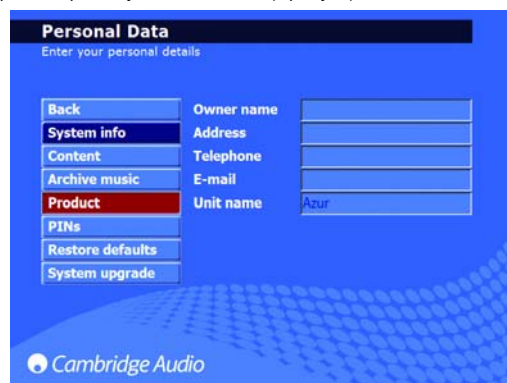 Personal Data
Enter your personal details
Back Owner name
System info Address
Content Telephone
Archive music E-mail
Product Unit name Azur
PINs
Restore defaults
System upgrade
Cambridge Audio